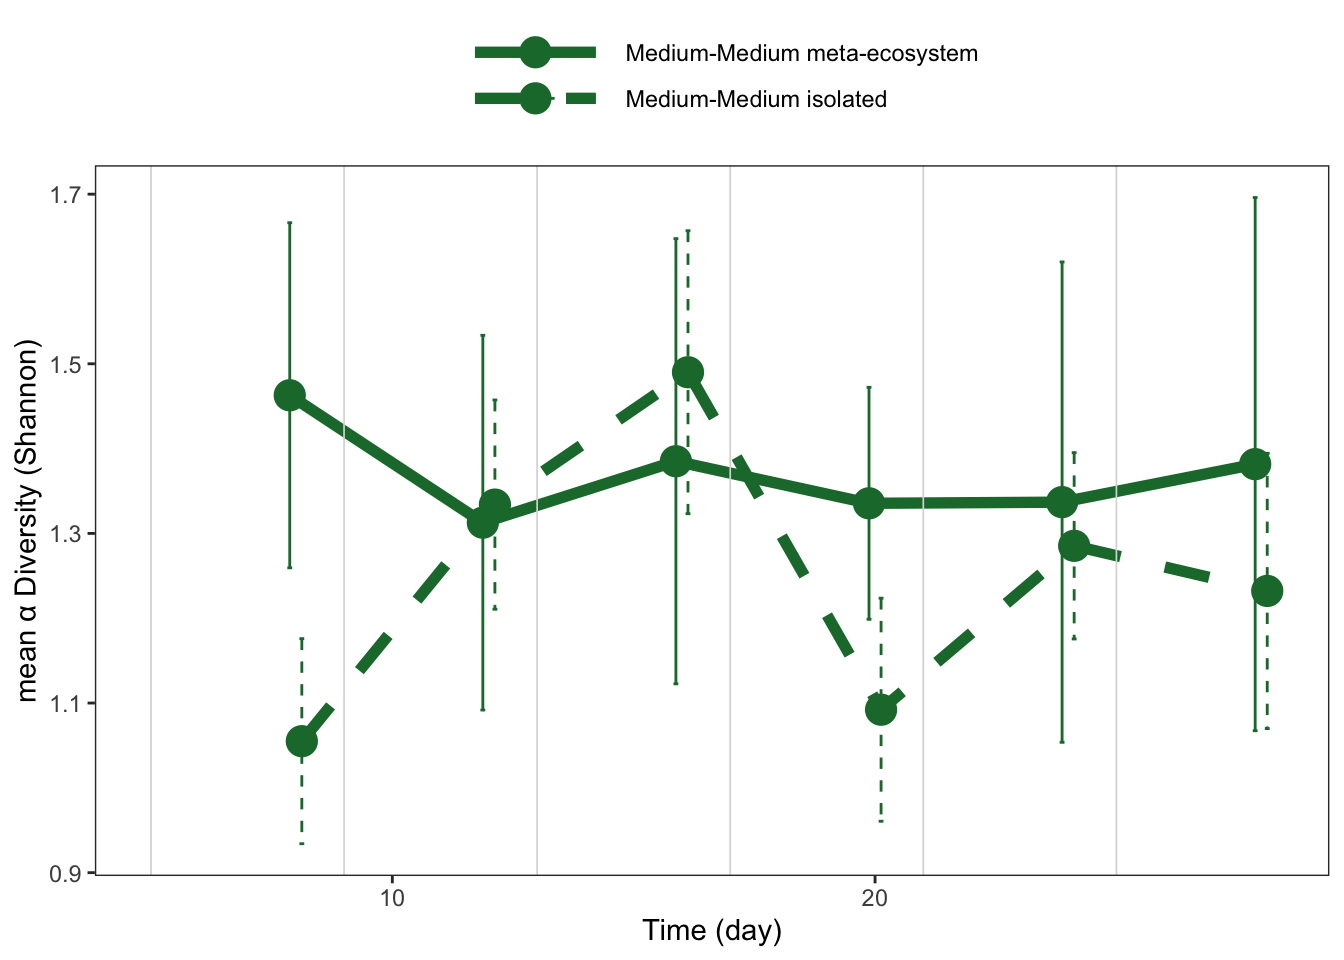 Medium-Medium meta-ecosystem
Medium-Medium isolated
1.7
1.5
1.3
1.1
0.9
mean α Diversity (Shannon)
10
20
Time (day)